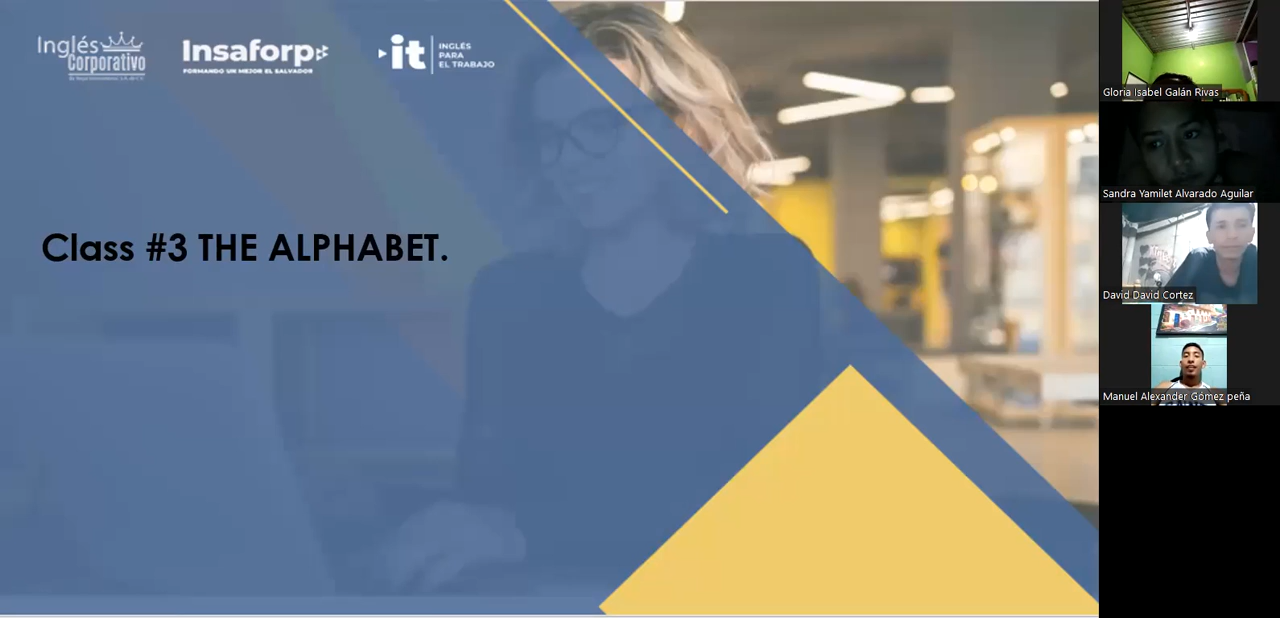 Inglés
Corporativo
Insaforp
FORMANDO UN MEJOR EL SALVADOR
it
INGLÉS
PARA
EL TRABAJO
Class #3 THE ALPHABET.
Gloria Isabel Galán Rivas
Sandra Yamilet Alvarado Aguilar
David David Cortez
Manuel Alexander Gómez peña